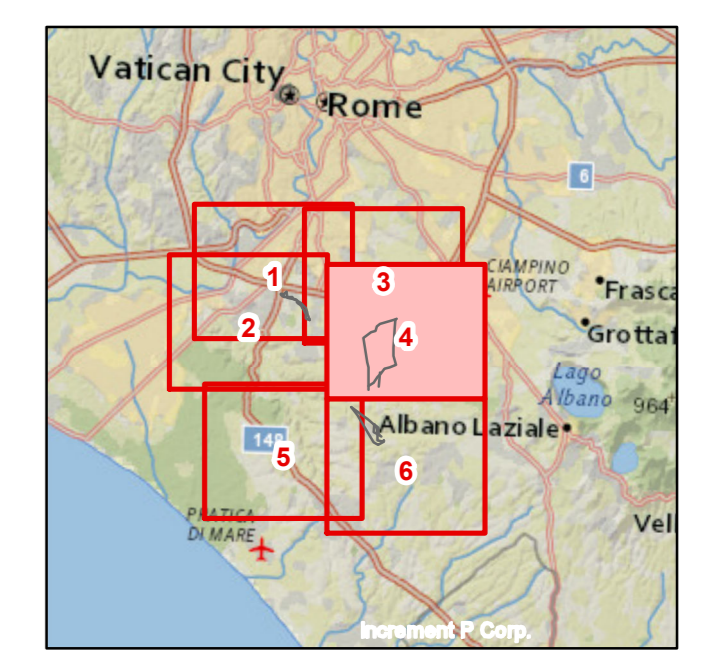 Vatican City
Rome
6
1
3
CIAMPINO
AIRPORT
Frasca
2
4
Grottaf
Lago
Albano
964
Albano Laziale
148
5
6
PRATICA
DI MARE
Vell
Increment P Corp.